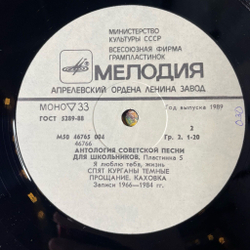 МИНИСТЕРСТВО
КУЛЬТУРЫ СССР
ВСЕСОЮЗНАЯ ФИРМА
ГРАМПЛАСТИНОК
МЕЛОДИЯ
АПРЕЛЕВСКИЙ ОРДЕНА ЛЕНИНА ЗАВОД
МОНО 33 Год выпуска 1989
ГОСТ 5289-88 2
М50 46765 004 Гр. 3. 1-20
46766
АНТОЛОГИЯ СОВЕТСКОЙ ПЕСНИ
ДЛЯ ШКОЛЬНИКОВ, Пластинка 5
Я люблю тебя, жизнь
СПЯТ КУРГАНЫ ТЕМНЫЕ
ПРОЩАНИЕ. КАХОВКА
Записи 1966—1984 гг.